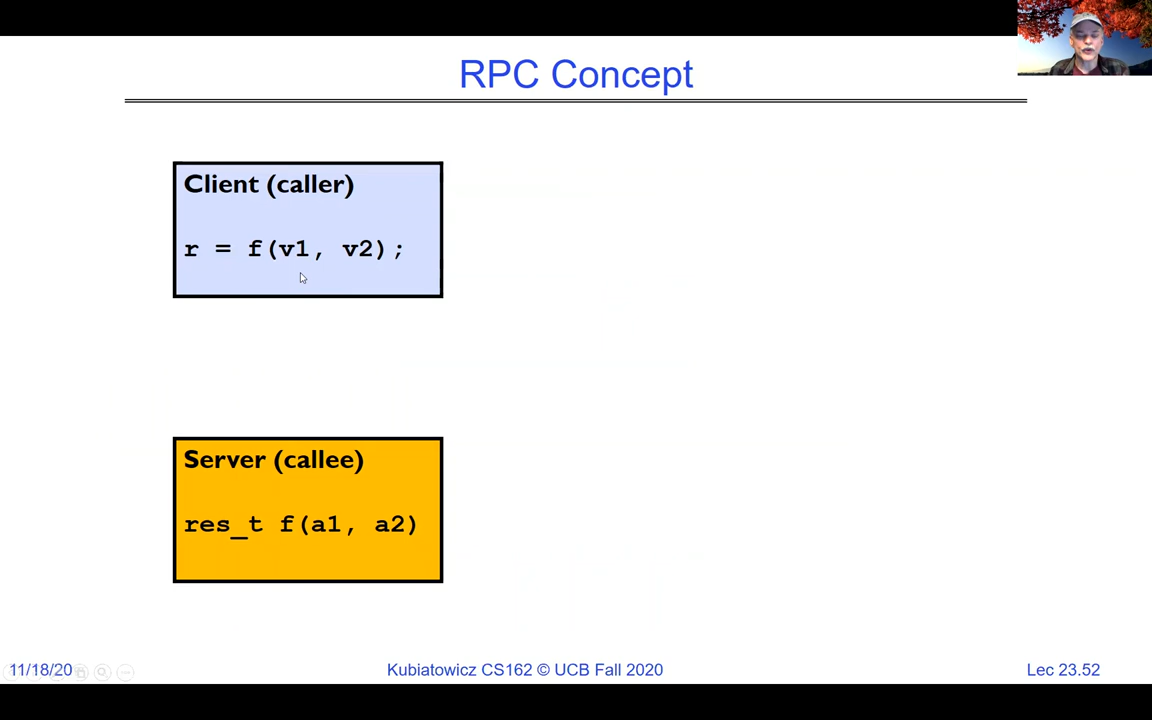 RPC Concept
Client (caller)
r = f(v1, v2);
Server (callee)
res_t f(a1, a2)
11/18/20
Kubiatowicz CS162 © UCB Fall 2020
Lec 23.52